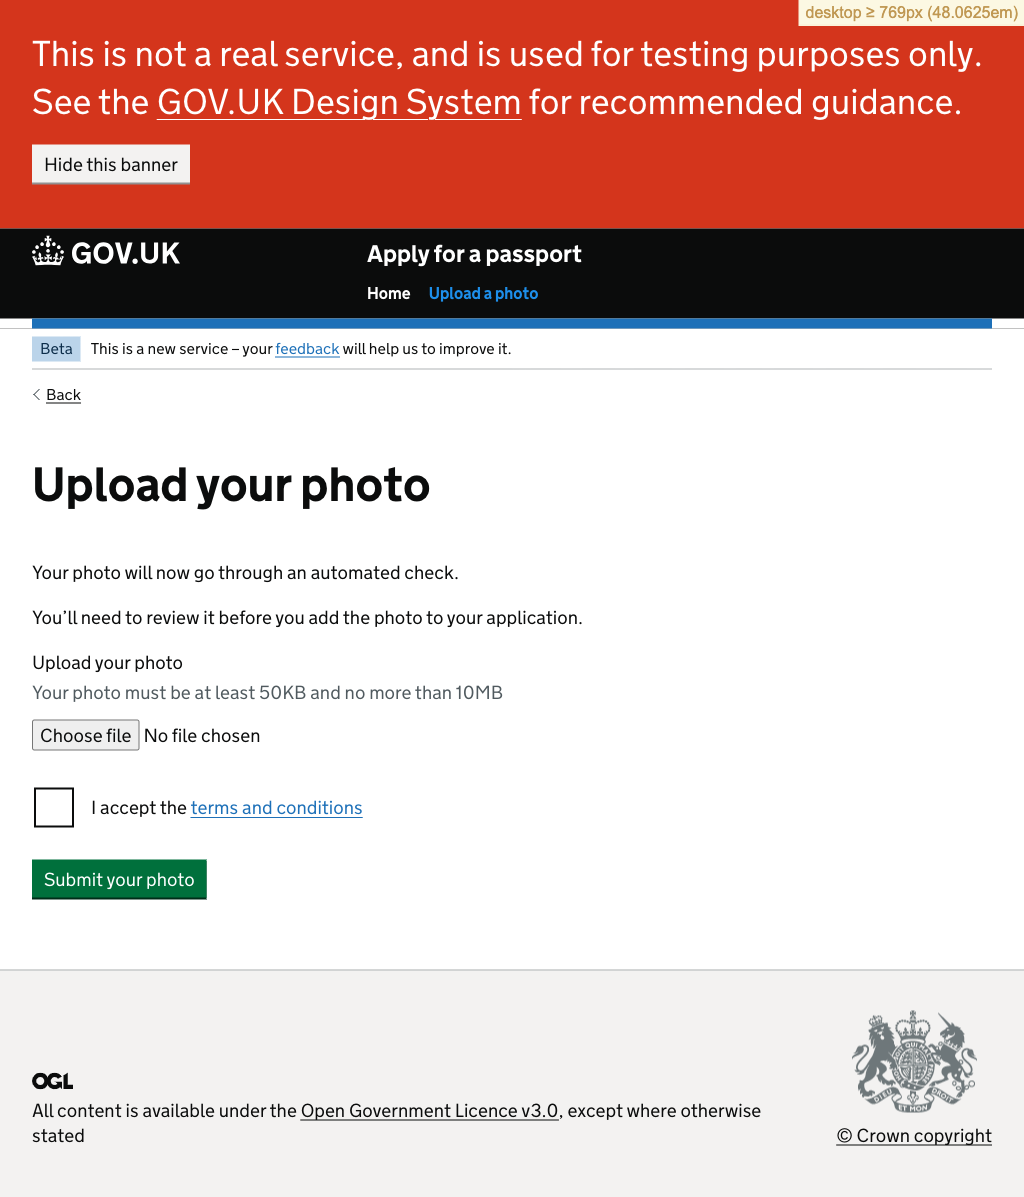 desktop ≥ 769px (48.0625em)
This is not a real service, and is used for testing purposes only.
See the GOV.UK Design System for recommended guidance.
Hide this banner
GOV.UK
Apply for a passport
Home Upload a photo
Beta This is a new service – your feedback will help us to improve it.
Back
Upload your photo
Your photo will now go through an automated check.
You’ll need to review it before you add the photo to your application.
Upload your photo
Your photo must be at least 50KB and no more than 10MB
Choose file No file chosen
I accept the terms and conditions
Submit your photo
OGL
All content is available under the Open Government Licence v3.0, except where otherwise
stated
© Crown copyright